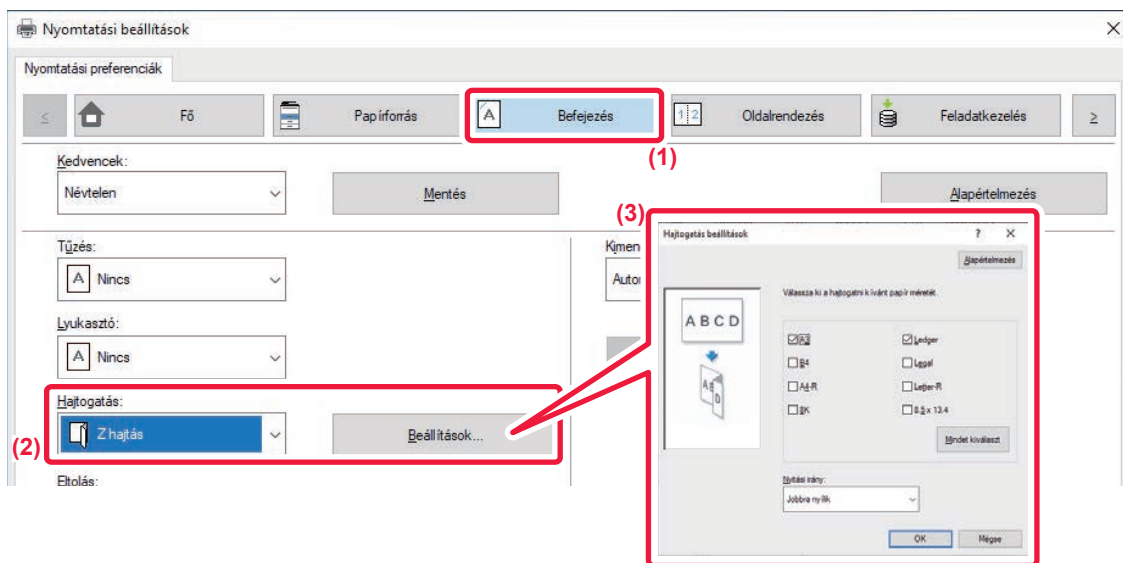 Nyomtatási beállítások
Nyomtatási preferenciák
Fő
Papírforrás
Befejezés
Oldalrendezés
Feladatkezelés
(1)
Kedvencek:
Névtelen
Mentés
Alapértelmezés
Tűzés:
Nincs
Lyukasztó:
Nincs
Hajtogatás:
Z hajtás
Beállítások...
(2)
Eltolás:
Kimen
Autor
(3)
Hajtogatás beállítások
Alapértelmezés
Válassza ki a hajtogatni kívánt papír méretét.
A B C D
A B D
A3
Ledger
B4
Legal
A4-R
Letter-R
8K
8.5 x 13.4
Mindet kiválaszt
Nyitási irány:
Jobbra nyílik
OK
Mégse